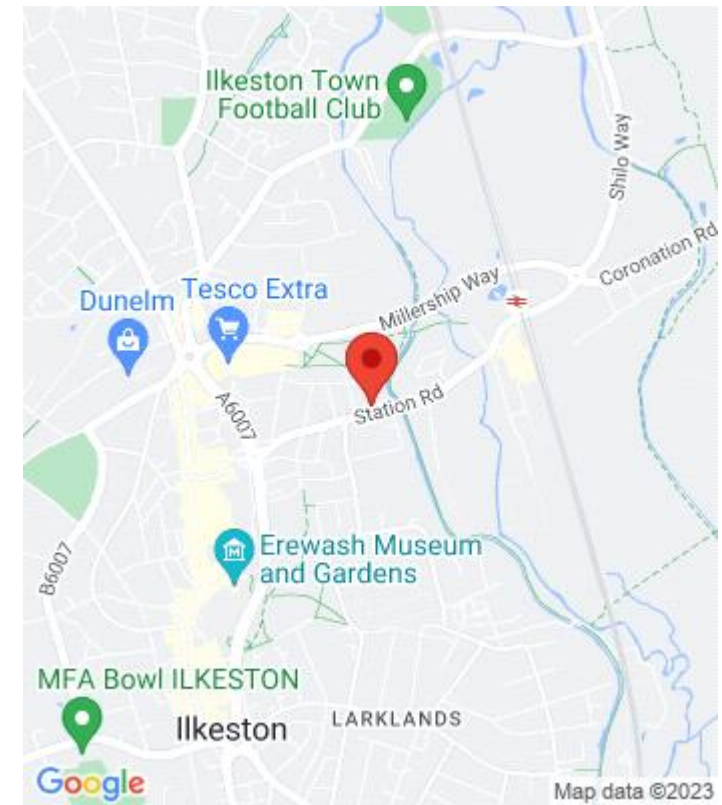 Ilkeston Town
Football Club
Shilo Way
Coronation Rd
Millership Way
Dunelm
Tesco Extra
A6007
Station Rd
Erewash Museum
and Gardens
B6007
MFA Bowl ILKESTON
Ilkeston
LARKLANDS
Google
Map data ©2023